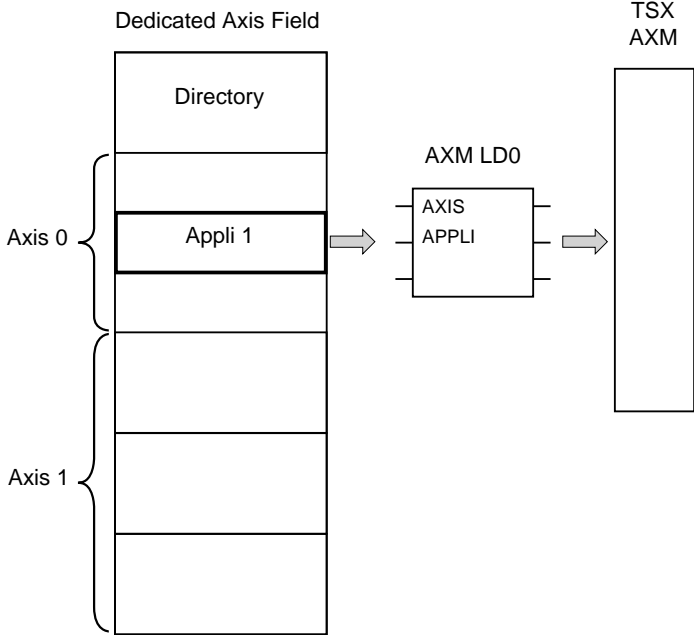 TSX
AXM
Dedicated Axis Field
Directory
AXM LD0
AXIS
APPLI
Axis 0
Appli 1
Axis 1